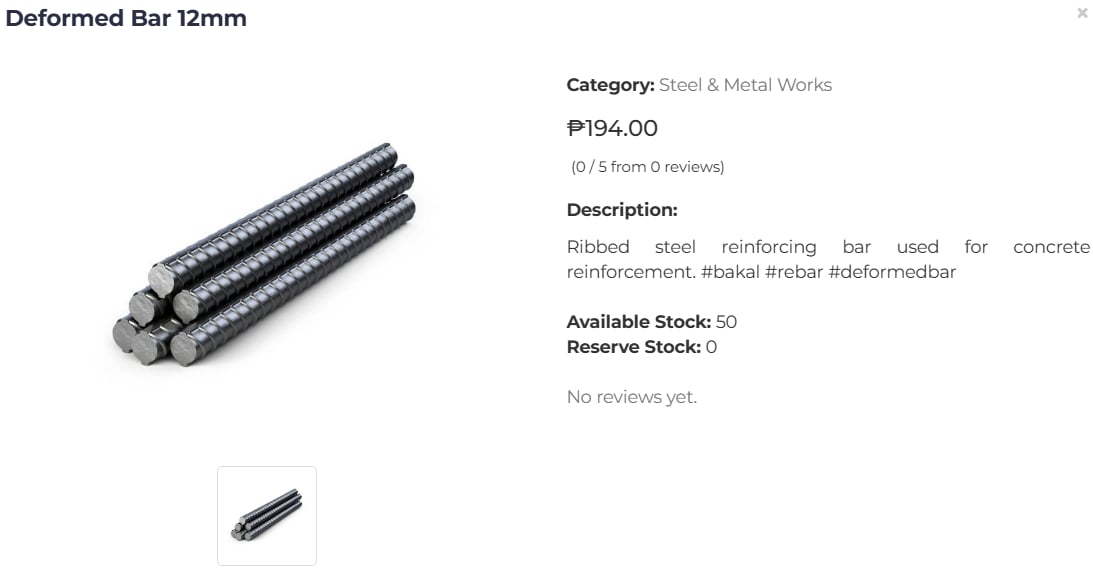 Deformed Bar 12mm
×
Category: Steel & Metal Works
₱194.00
(0 / 5 from 0 reviews)
Description:
Ribbed steel reinforcing bar used for concrete
reinforcement. #bakal #rebar #deformedbar
Available Stock: 50
Reserve Stock: 0
No reviews yet.